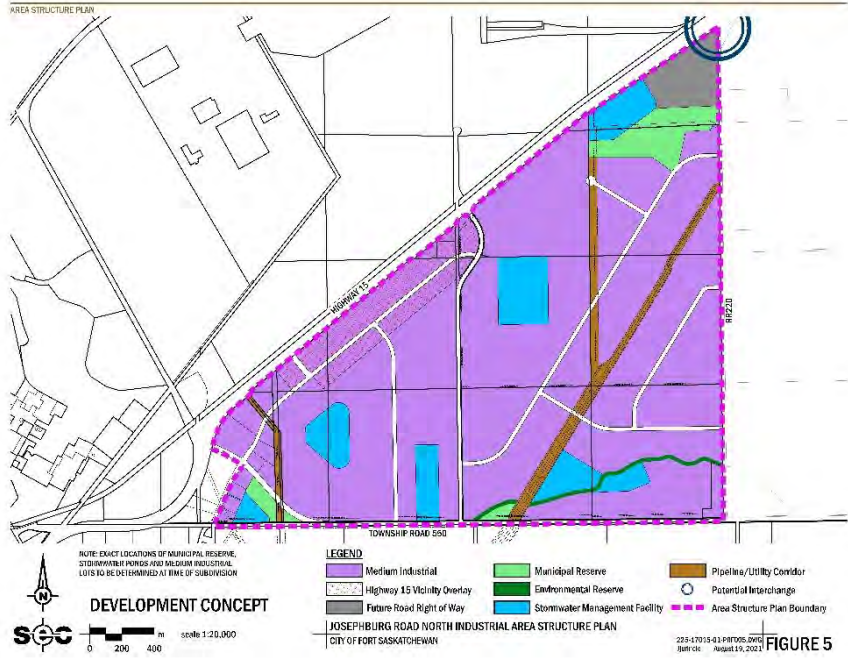 AREA STRUCTURE PLAN
HIGHWAY 15
RR220
TOWNSHIP ROAD 550
NOTE: EXACT LOCATIONS OF MUNICIPAL RESERVE,
STORMWATER PONDS AND MEDIUM INDUSTRIAL
LOTS TO BE DETERMINED AT TIME OF SUBDIVISION
N
DEVELOPMENT CONCEPT
0 200 400 m scale 1:20,000
LEGEND
Medium Industrial
Highway 15 Vicinity Overlay
Future Road Right of Way
Municipal Reserve
Environmental Reserve
Stormwater Management Facility
Pipeline/Utility Corridor
Potential Interchange
Area Structure Plan Boundary
JOSEPHBURG ROAD NORTH INDUSTRIAL AREA STRUCTURE PLAN
CITY OF FORT SASKATCHEWAN
August 19, 2021
FIGURE 5